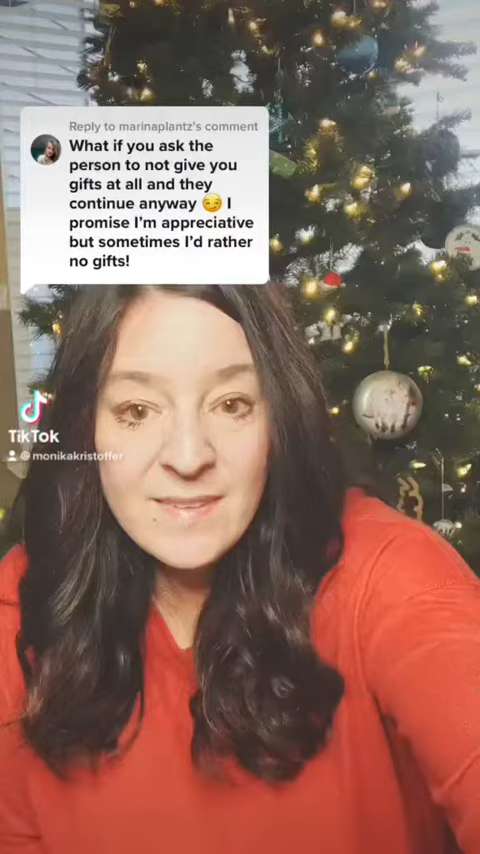 Reply to marinaplantz's comment
What if you ask the
person to not give you
gifts at all and they
continue anyway 😏 I
promise I'm appreciative
but sometimes I'd rather
no gifts!
TikTok
@monikakristoffer